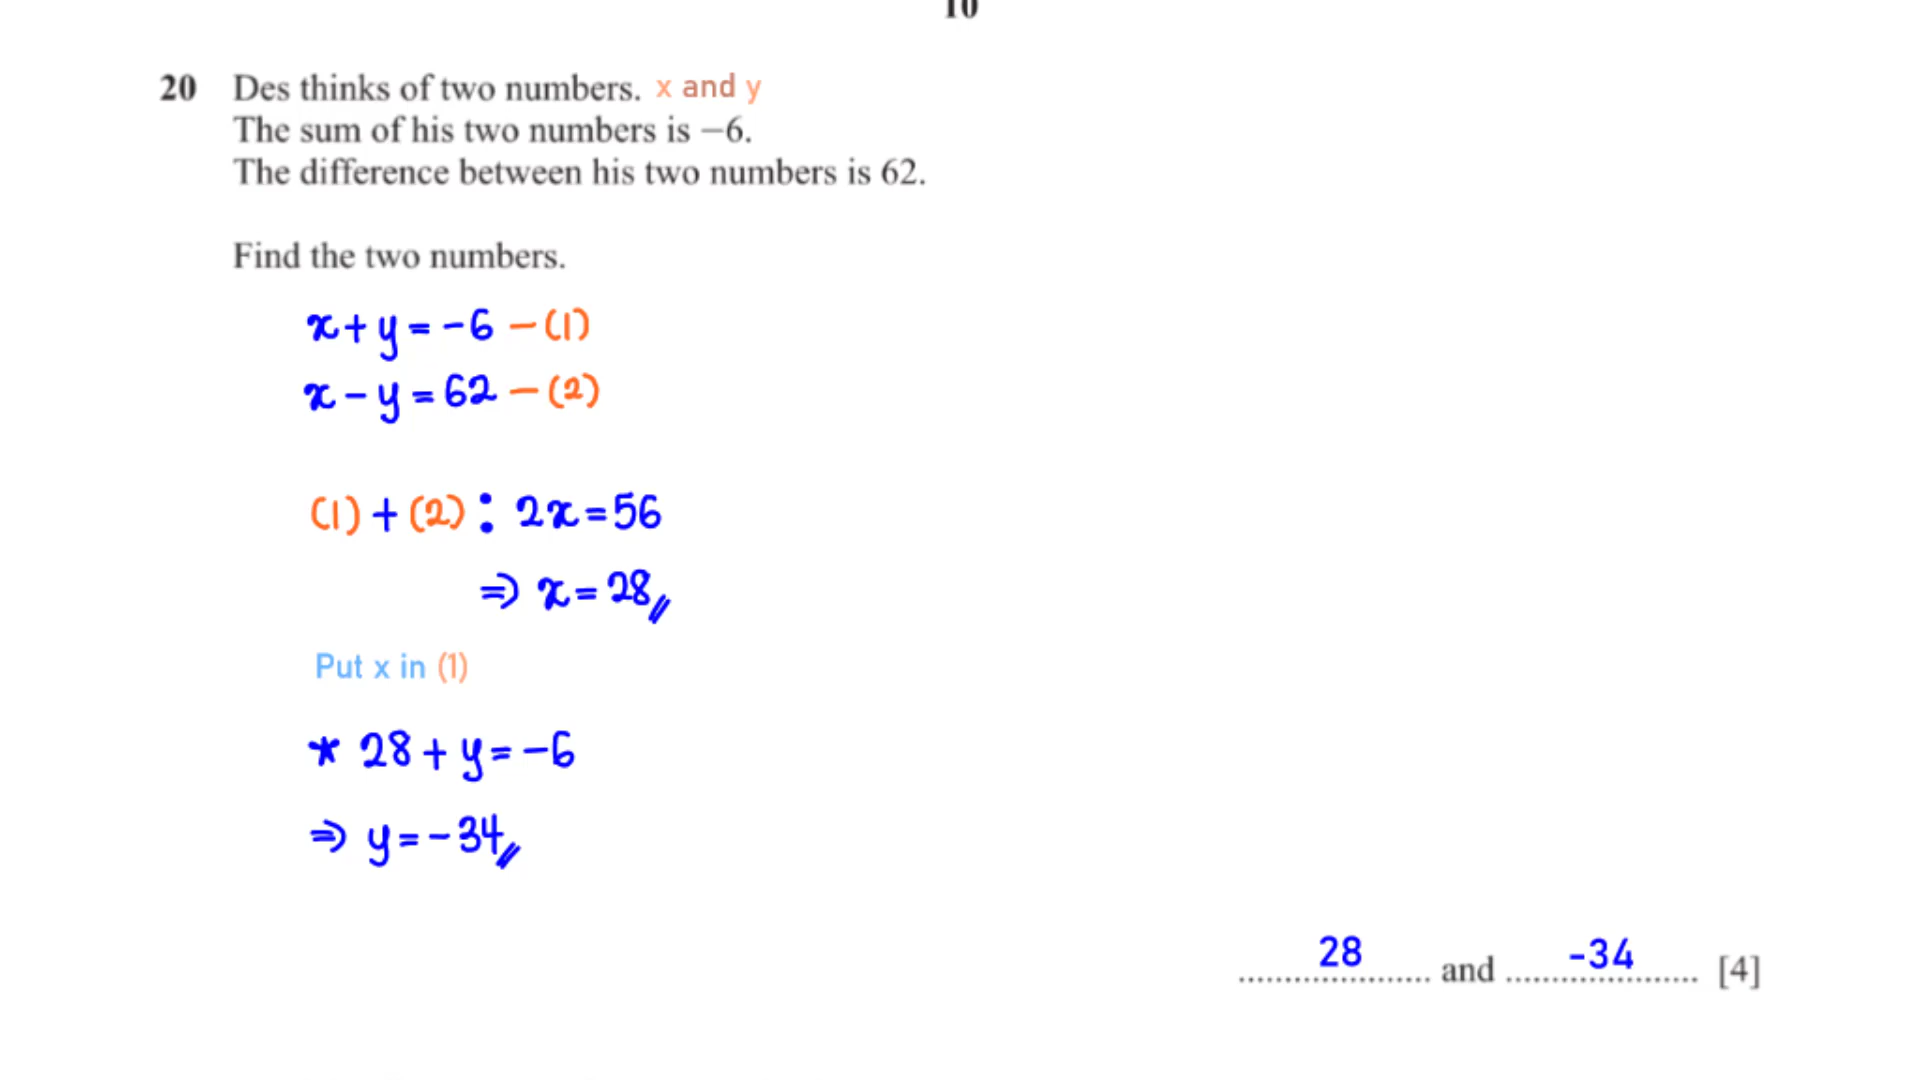 10
20 Des thinks of two numbers. x and y
The sum of his two numbers is −6.
The difference between his two numbers is 62.
Find the two numbers.
x + y = -6 – (1)
x – y = 62 – (2)
(1) + (2) : 2x = 56
⇒ x = 28//
Put x in (1)
* 28 + y = -6
⇒ y = -34//
28 and -34 [4]